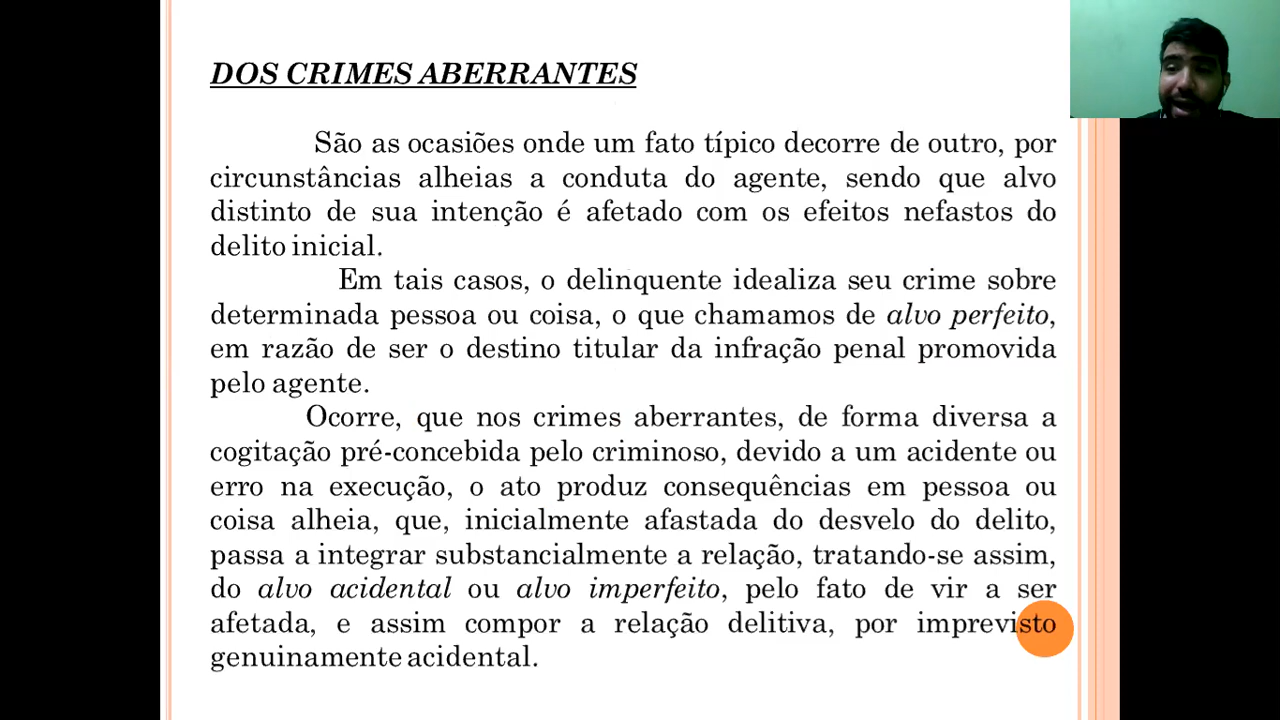 DOS CRIMES ABERRANTES
São as ocasiões onde um fato típico decorre de outro, por
circunstâncias alheias a conduta do agente, sendo que alvo
distinto de sua intenção é afetado com os efeitos nefastos do
delito inicial.
Em tais casos, o delinquente idealiza seu crime sobre
determinada pessoa ou coisa, o que chamamos de alvo perfeito,
em razão de ser o destino titular da infração penal promovida
pelo agente.
Ocorre, que nos crimes aberrantes, de forma diversa a
cogitação pré-concebida pelo criminoso, devido a um acidente ou
erro na execução, o ato produz consequências em pessoa ou
coisa alheia, que, inicialmente afastada do desvelo do delito,
passa a integrar substancialmente a relação, tratando-se assim,
do alvo acidental ou alvo imperfeito, pelo fato de vir a ser
afetada, e assim compor a relação delitiva, por imprevisto
genuinamente acidental.